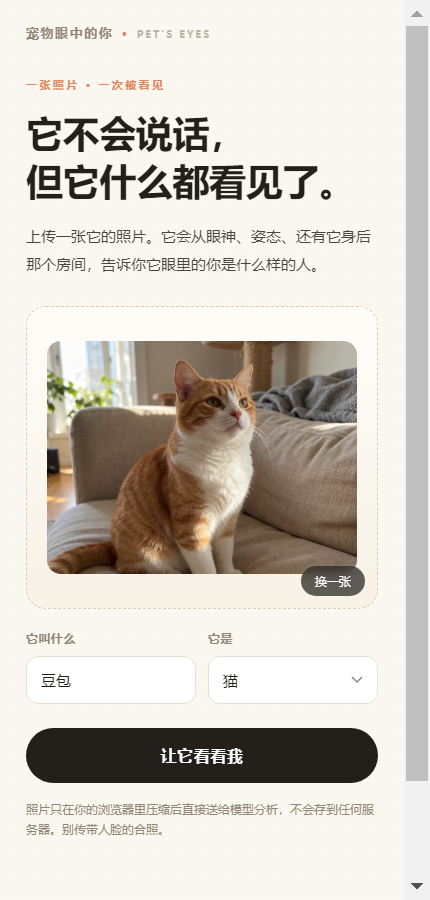 宠物眼中的你 • PET'S EYES
一张照片 • 一次被看见
它不会说话，
但它什么都看见了。
上传一张它的照片。它会从眼神、姿态、还有它身后
那个房间，告诉你它眼里的你是什么样的人。
换一张
它叫什么 它是
豆包 猫
让它看看我
照片只在你的浏览器里压缩后直接送给模型分析，不会存到任何服
务器。别传带人脸的合照。